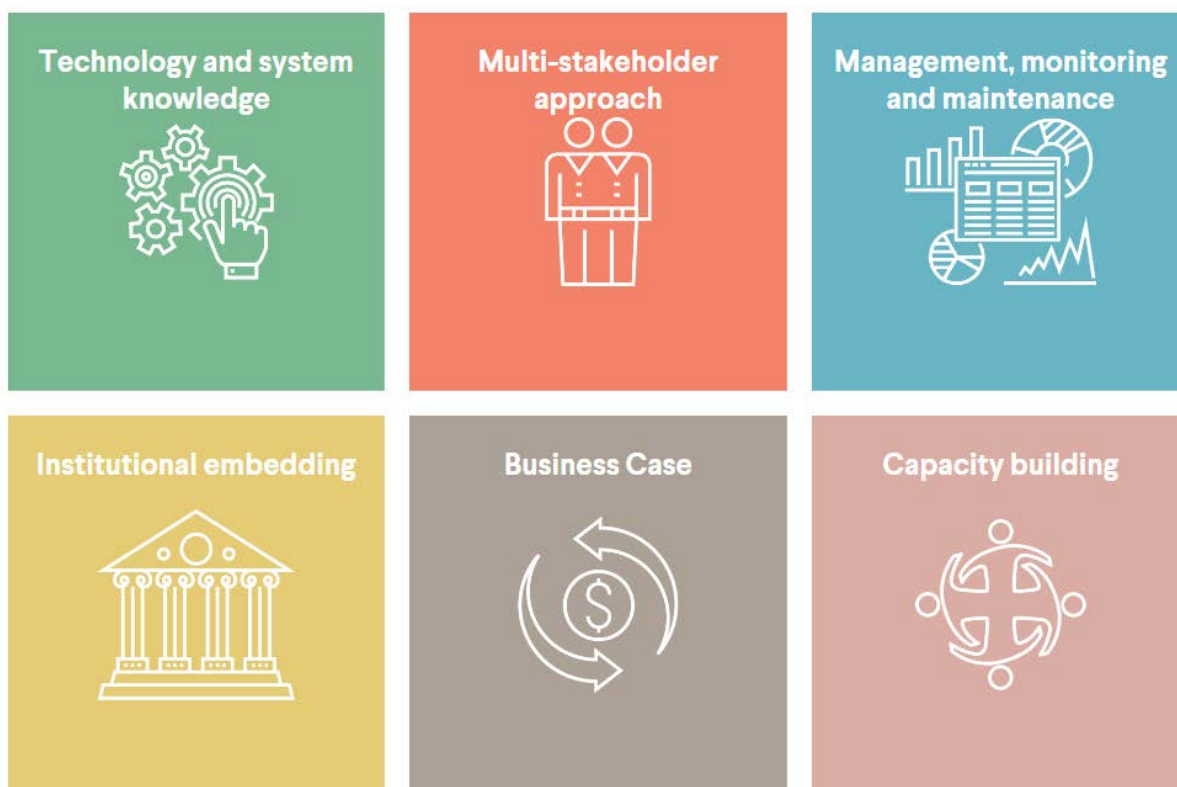 Technology and system
knowledge
Multi-stakeholder
approach
Management, monitoring
and maintenance
Institutional embedding
Business Case
$
Capacity building